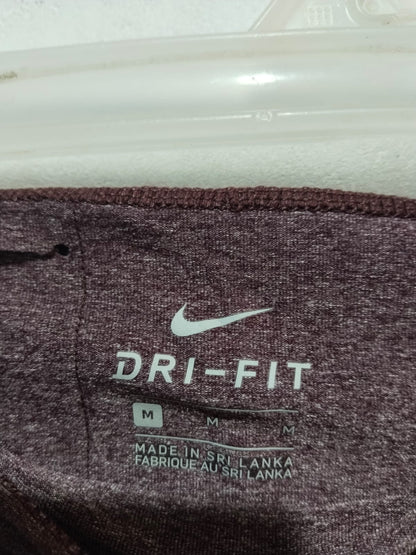 DRI-FIT
M M M
MADE IN SRI LANKA
FABRIQUE AU SRI LANKA